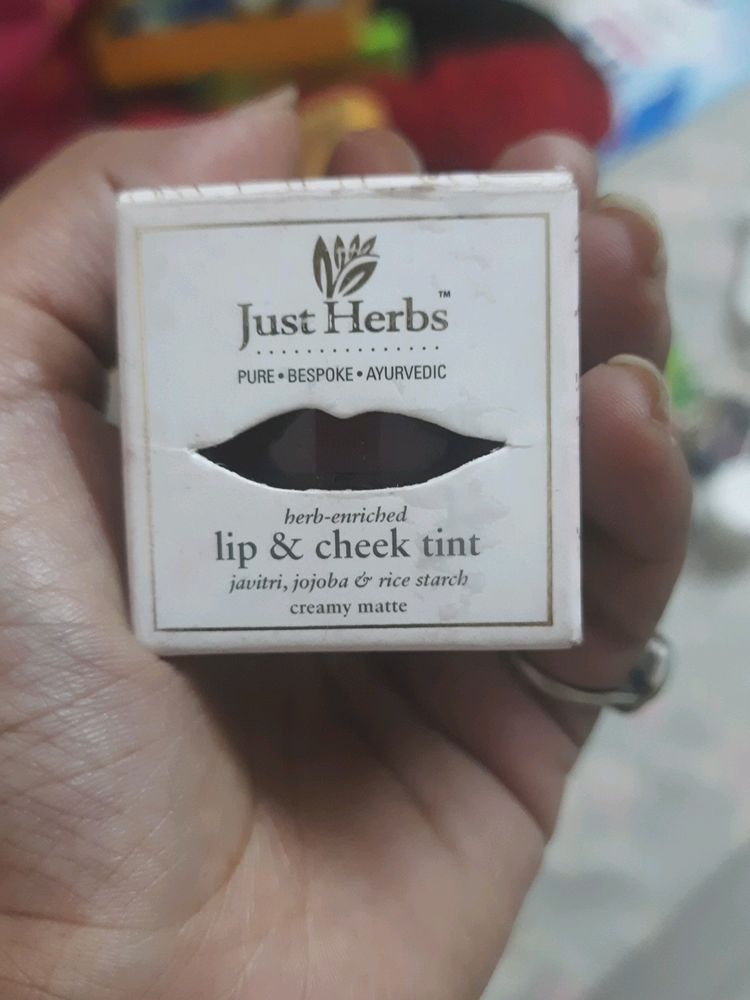 Just Herbs™
PURE • BESPOKE • AYURVEDIC
herb-enriched
lip & cheek tint
javitri, jojoba & rice starch
creamy matte